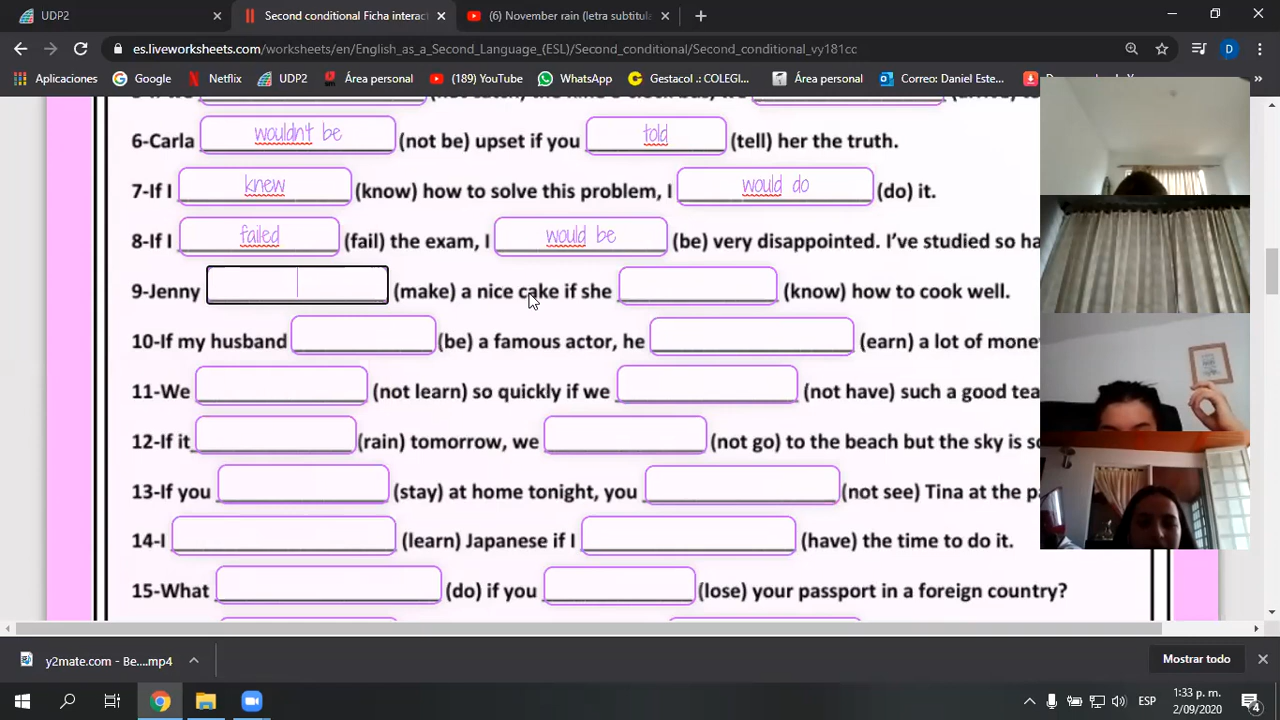 UDP2
Second conditional Ficha interac
(6) November rain (letra subtitula
es.liveworksheets.com/worksheets/en/English_as_a_Second_Language_(ESL)/Second_conditional/Second_conditional_vy181cc
D
Aplicaciones
Google
Netflix
UDP2
Área personal
(189) YouTube
WhatsApp
Gestacol .: COLEGI...
Área personal
Correo: Daniel Este...
6-Carla wouldn't be (not be) upset if you told (tell) her the truth.
7-If I knew (know) how to solve this problem, I would do (do) it.
8-If I failed (fail) the exam, I would be (be) very disappointed. I've studied so ha
9-Jenny (make) a nice cake if she (know) how to cook well.
10-If my husband (be) a famous actor, he (earn) a lot of mone
11-We (not learn) so quickly if we (not have) such a good tea
12-If it (rain) tomorrow, we (not go) to the beach but the sky is so
13-If you (stay) at home tonight, you (not see) Tina at the pa
14-I (learn) Japanese if I (have) the time to do it.
15-What (do) if you (lose) your passport in a foreign country?
y2mate.com - Be....mp4
Mostrar todo
ESP
1:33 p. m.
2/09/2020
4